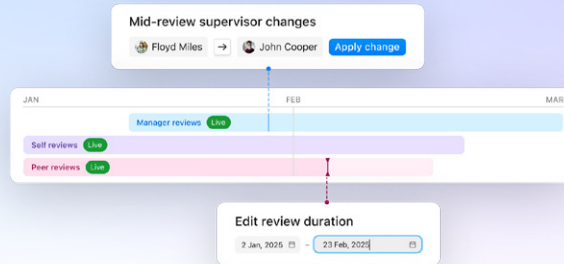 Mid-review supervisor changes
Floyd Miles → John Cooper Apply change
JAN FEB MAR
Manager reviews Live
Self reviews Live
Peer reviews Live
Edit review duration
2 Jan, 2025 - 23 Feb, 2025